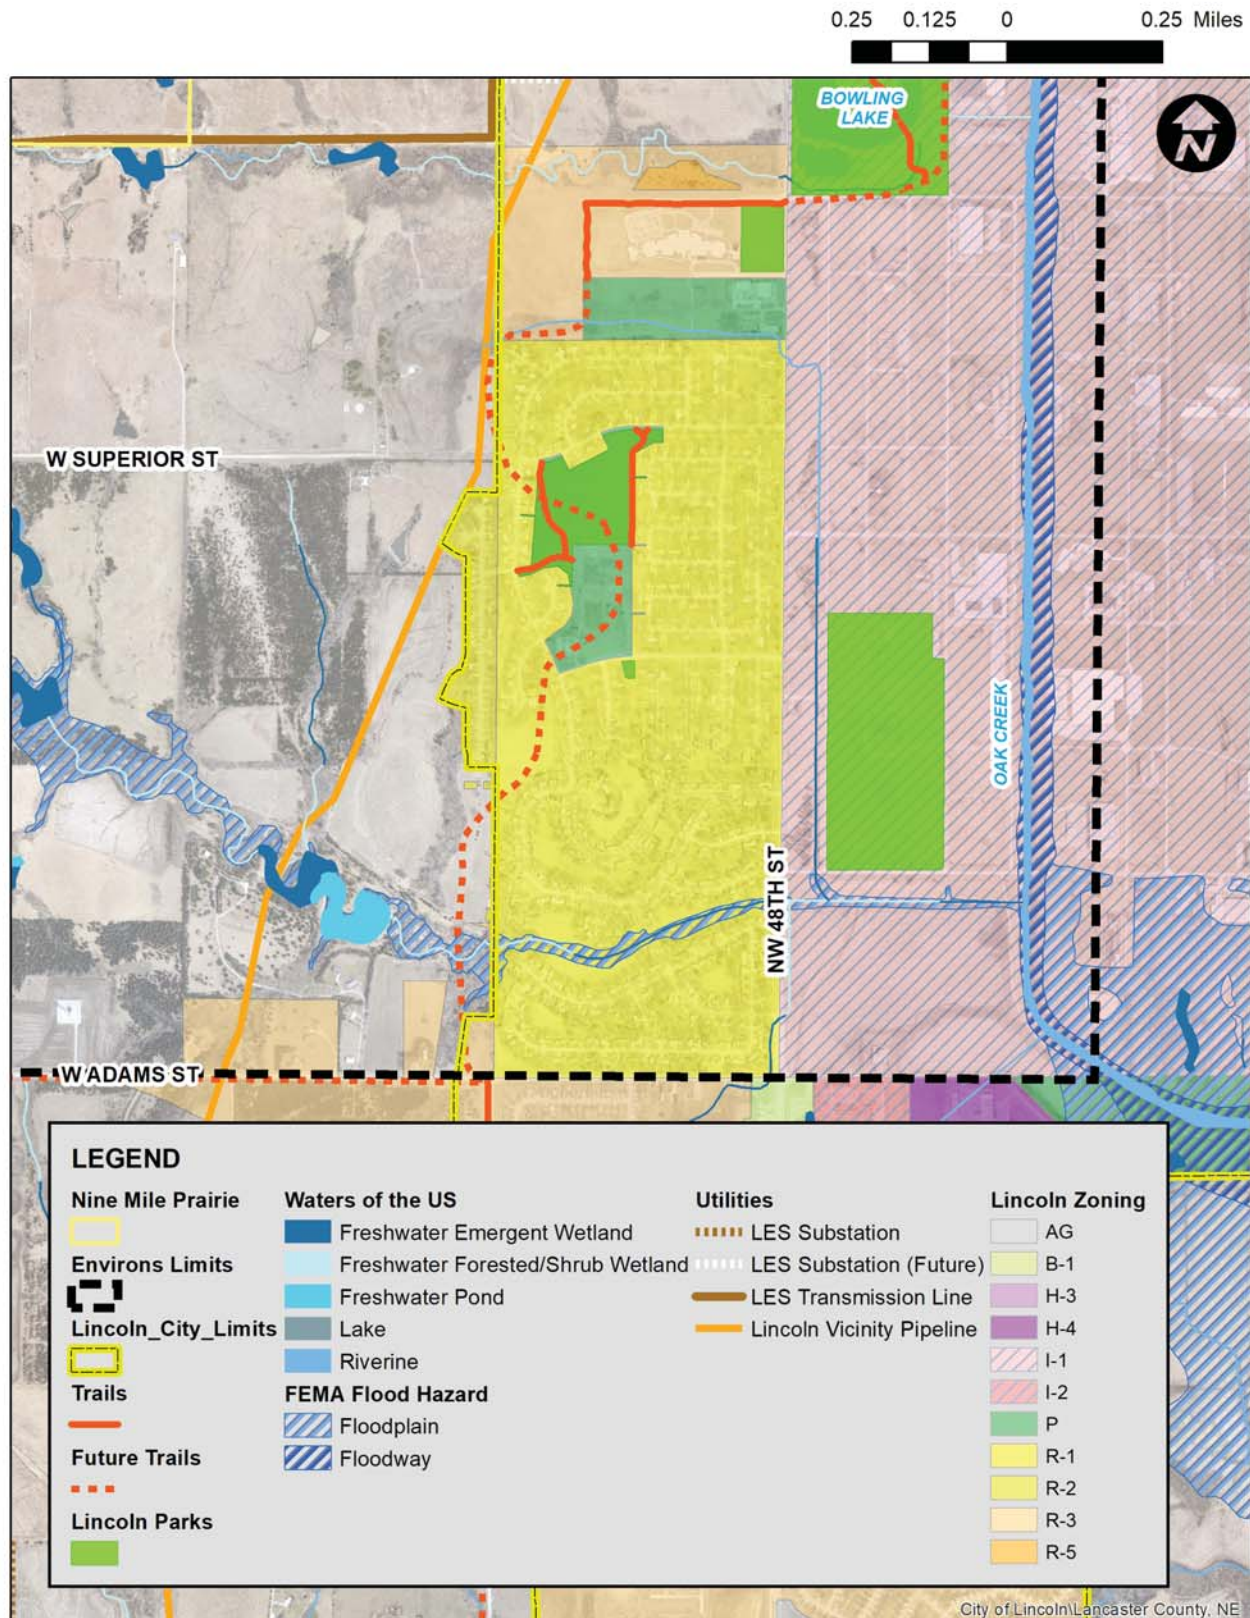 0.25 0.125 0 0.25 Miles
BOWLING
LAKE
N
W SUPERIOR ST
OAK CREEK
NW 48TH ST
W ADAMS ST
LEGEND
Nine Mile Prairie
Environs Limits
Lincoln_City_Limits
Trails
Future Trails
Lincoln Parks
Waters of the US
Freshwater Emergent Wetland
Freshwater Forested/Shrub Wetland
Freshwater Pond
Lake
Riverine
FEMA Flood Hazard
Floodplain
Floodway
Utilities
LES Substation
LES Substation (Future)
LES Transmission Line
Lincoln Vicinity Pipeline
Lincoln Zoning
AG
B-1
H-3
H-4
I-1
I-2
P
R-1
R-2
R-3
R-5
City of Lincoln\Lancaster County, NE